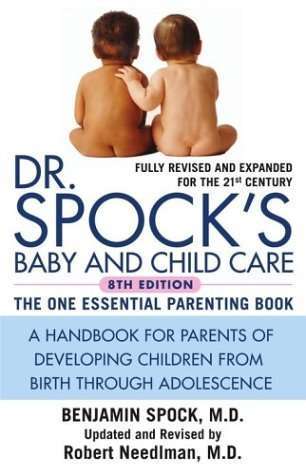 FULLY REVISED AND EXPANDED
FOR THE 21ST CENTURY
DR.
SPOCK'S
BABY AND CHILD CARE
8TH EDITION
THE ONE ESSENTIAL PARENTING BOOK
A HANDBOOK FOR PARENTS OF
DEVELOPING CHILDREN FROM
BIRTH THROUGH ADOLESCENCE
BENJAMIN SPOCK, M.D.
Updated and Revised by
Robert Needlman, M.D.